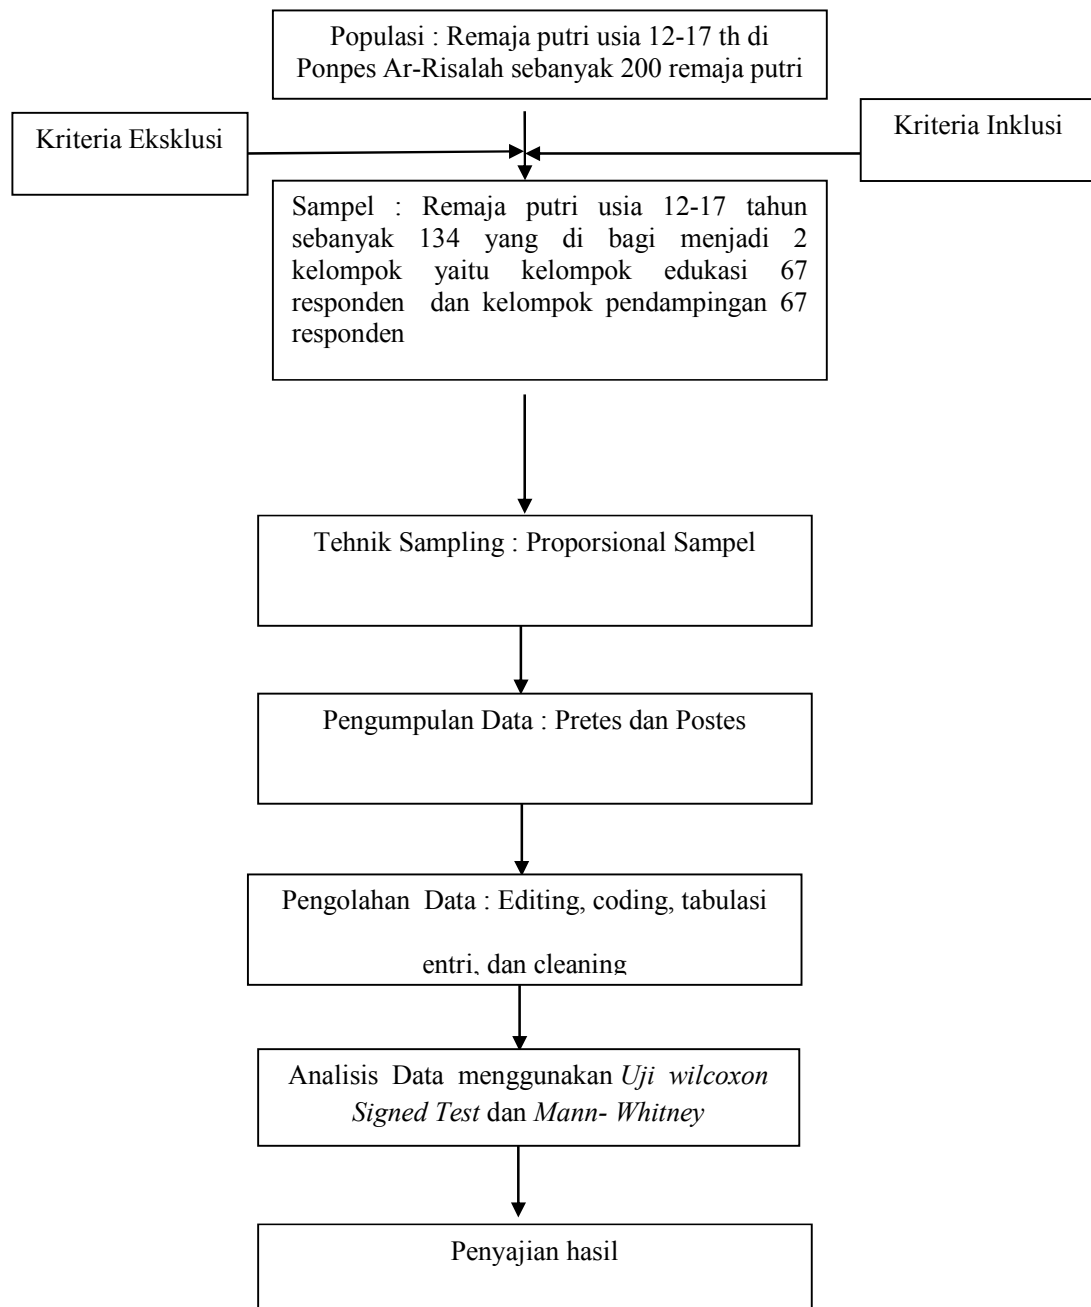 Populasi : Remaja putri usia 12-17 th di
Ponpes Ar-Risalah sebanyak 200 remaja putri
Kriteria Eksklusi
Kriteria Inklusi
Sampel : Remaja putri usia 12-17 tahun
sebanyak 134 yang di bagi menjadi 2
kelompok yaitu kelompok edukasi 67
responden dan kelompok pendampingan 67
responden
Tehnik Sampling : Proporsional Sampel
Pengumpulan Data : Pretes dan Postes
Pengolahan Data : Editing, coding, tabulasi
entri, dan cleaning
Analisis Data menggunakan Uji wilcoxon
Signed Test dan Mann- Whitney
Penyajian hasil